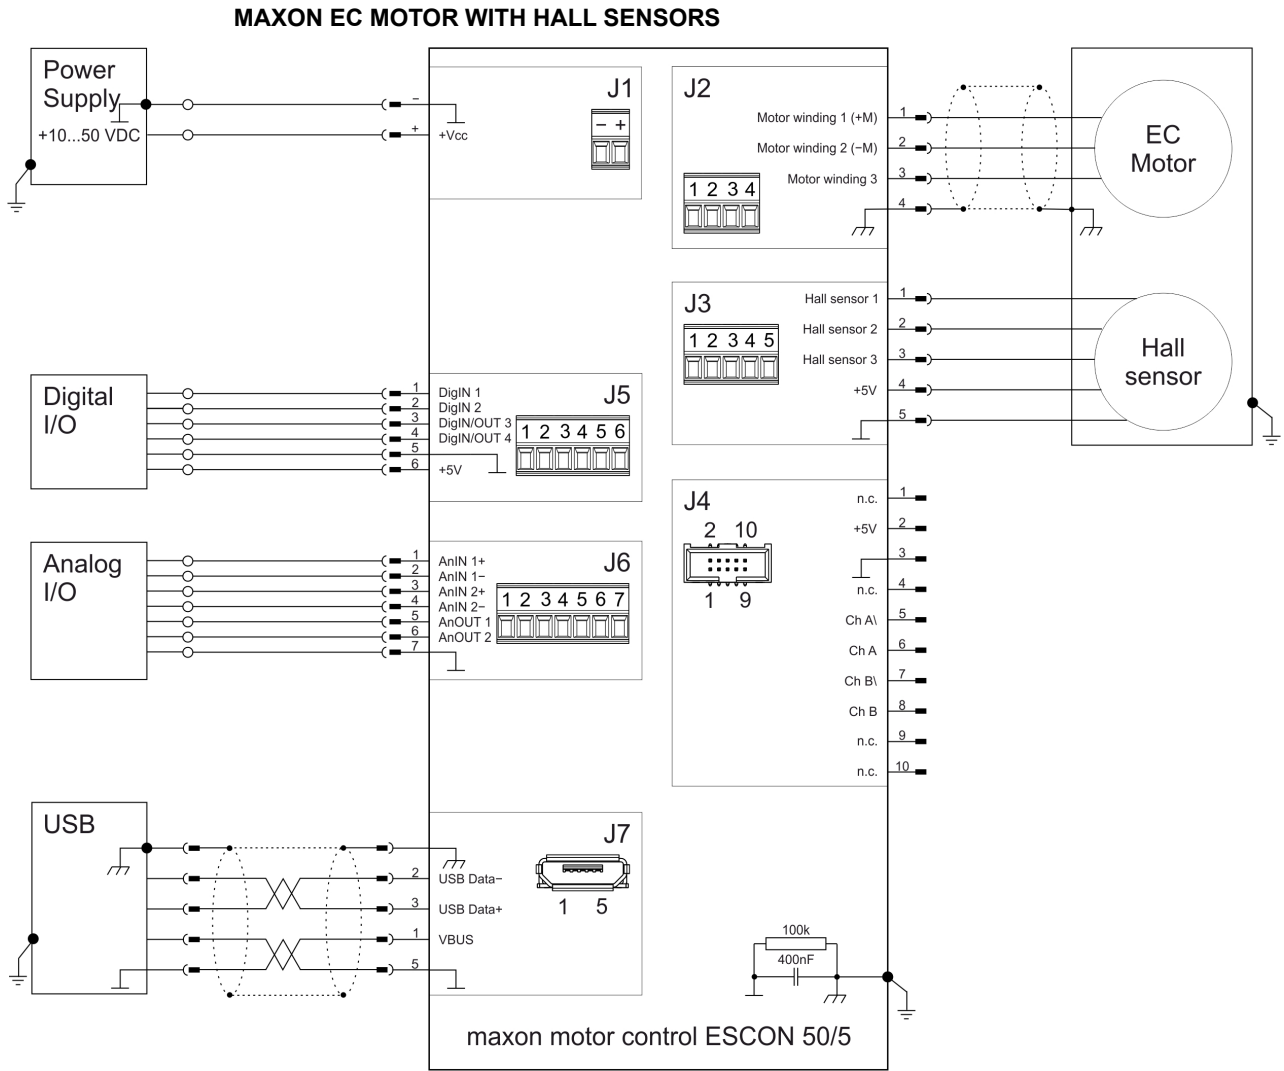 MAXON EC MOTOR WITH HALL SENSORS
Power
Supply
+10...50 VDC
−
+
+Vcc
J1
− +
J2
1 2 3 4
Motor winding 1 (+M)
1
Motor winding 2 (−M)
2
Motor winding 3
3
4
EC
Motor
J3
1 2 3 4 5
Hall sensor 1
1
Hall sensor 2
2
Hall sensor 3
3
+5V
4
5
Hall
sensor
Digital
I/O
1
DigIN 1
2
DigIN 2
3
DigIN/OUT 3
4
DigIN/OUT 4
5
6
+5V
J5
1 2 3 4 5 6
J4
2 10
1 9
n.c.
1
+5V
2
3
n.c.
4
Ch A\
5
Ch A
6
Ch B\
7
Ch B
8
n.c.
9
n.c.
10
Analog
I/O
1
AnIN 1+
2
AnIN 1−
3
AnIN 2+
4
AnIN 2−
5
AnOUT 1
6
AnOUT 2
7
J6
1 2 3 4 5 6 7
USB
2
USB Data−
3
USB Data+
1
VBUS
5
J7
1 5
100k
400nF
maxon motor control ESCON 50/5